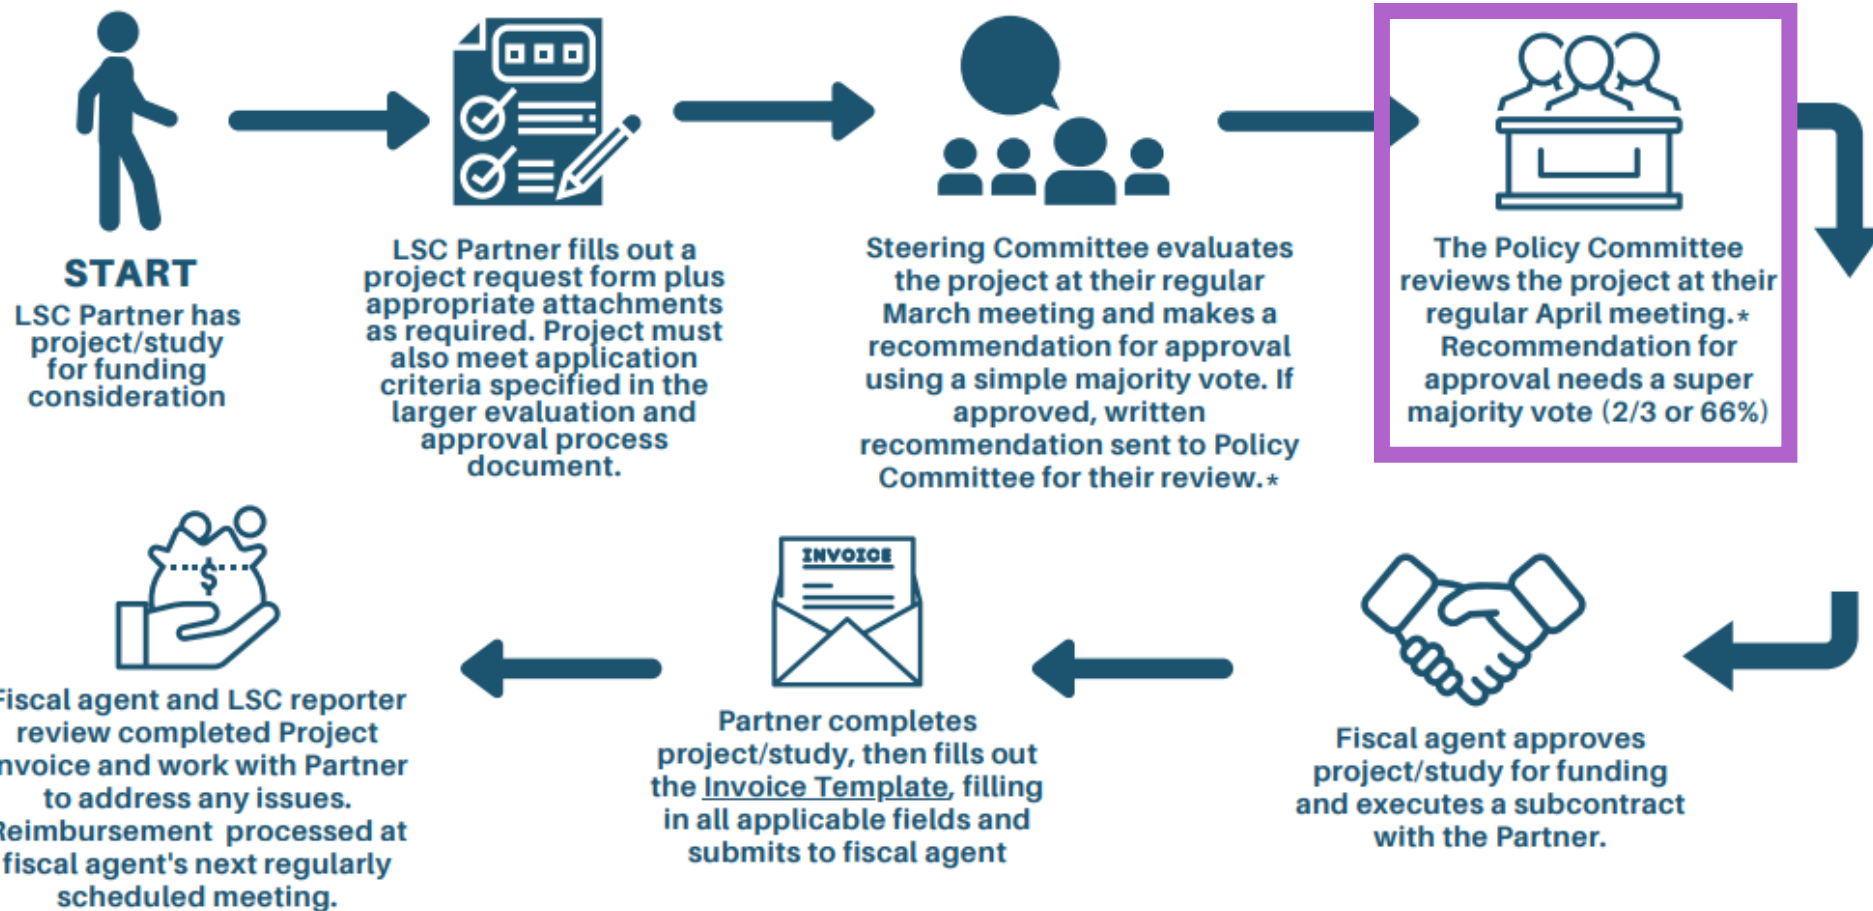 START
LSC Partner has
project/study
for funding
consideration
LSC Partner fills out a
project request form plus
appropriate attachments
as required. Project must
also meet application
criteria specified in the
larger evaluation and
approval process
document.
Steering Committee evaluates
the project at their regular
March meeting and makes a
recommendation for approval
using a simple majority vote. If
approved, written
recommendation sent to Policy
Committee for their review.*
The Policy Committee
reviews the project at their
regular April meeting.*
Recommendation for
approval needs a super
majority vote (2/3 or 66%)
Fiscal agent approves
project/study for funding
and executes a subcontract
with the Partner.
INVOICE
Partner completes
project/study, then fills out
the Invoice Template, filling
in all applicable fields and
submits to fiscal agent
$
Fiscal agent and LSC reporter
review completed Project
Invoice and work with Partner
to address any issues.
Reimbursement processed at
fiscal agent's next regularly
scheduled meeting.